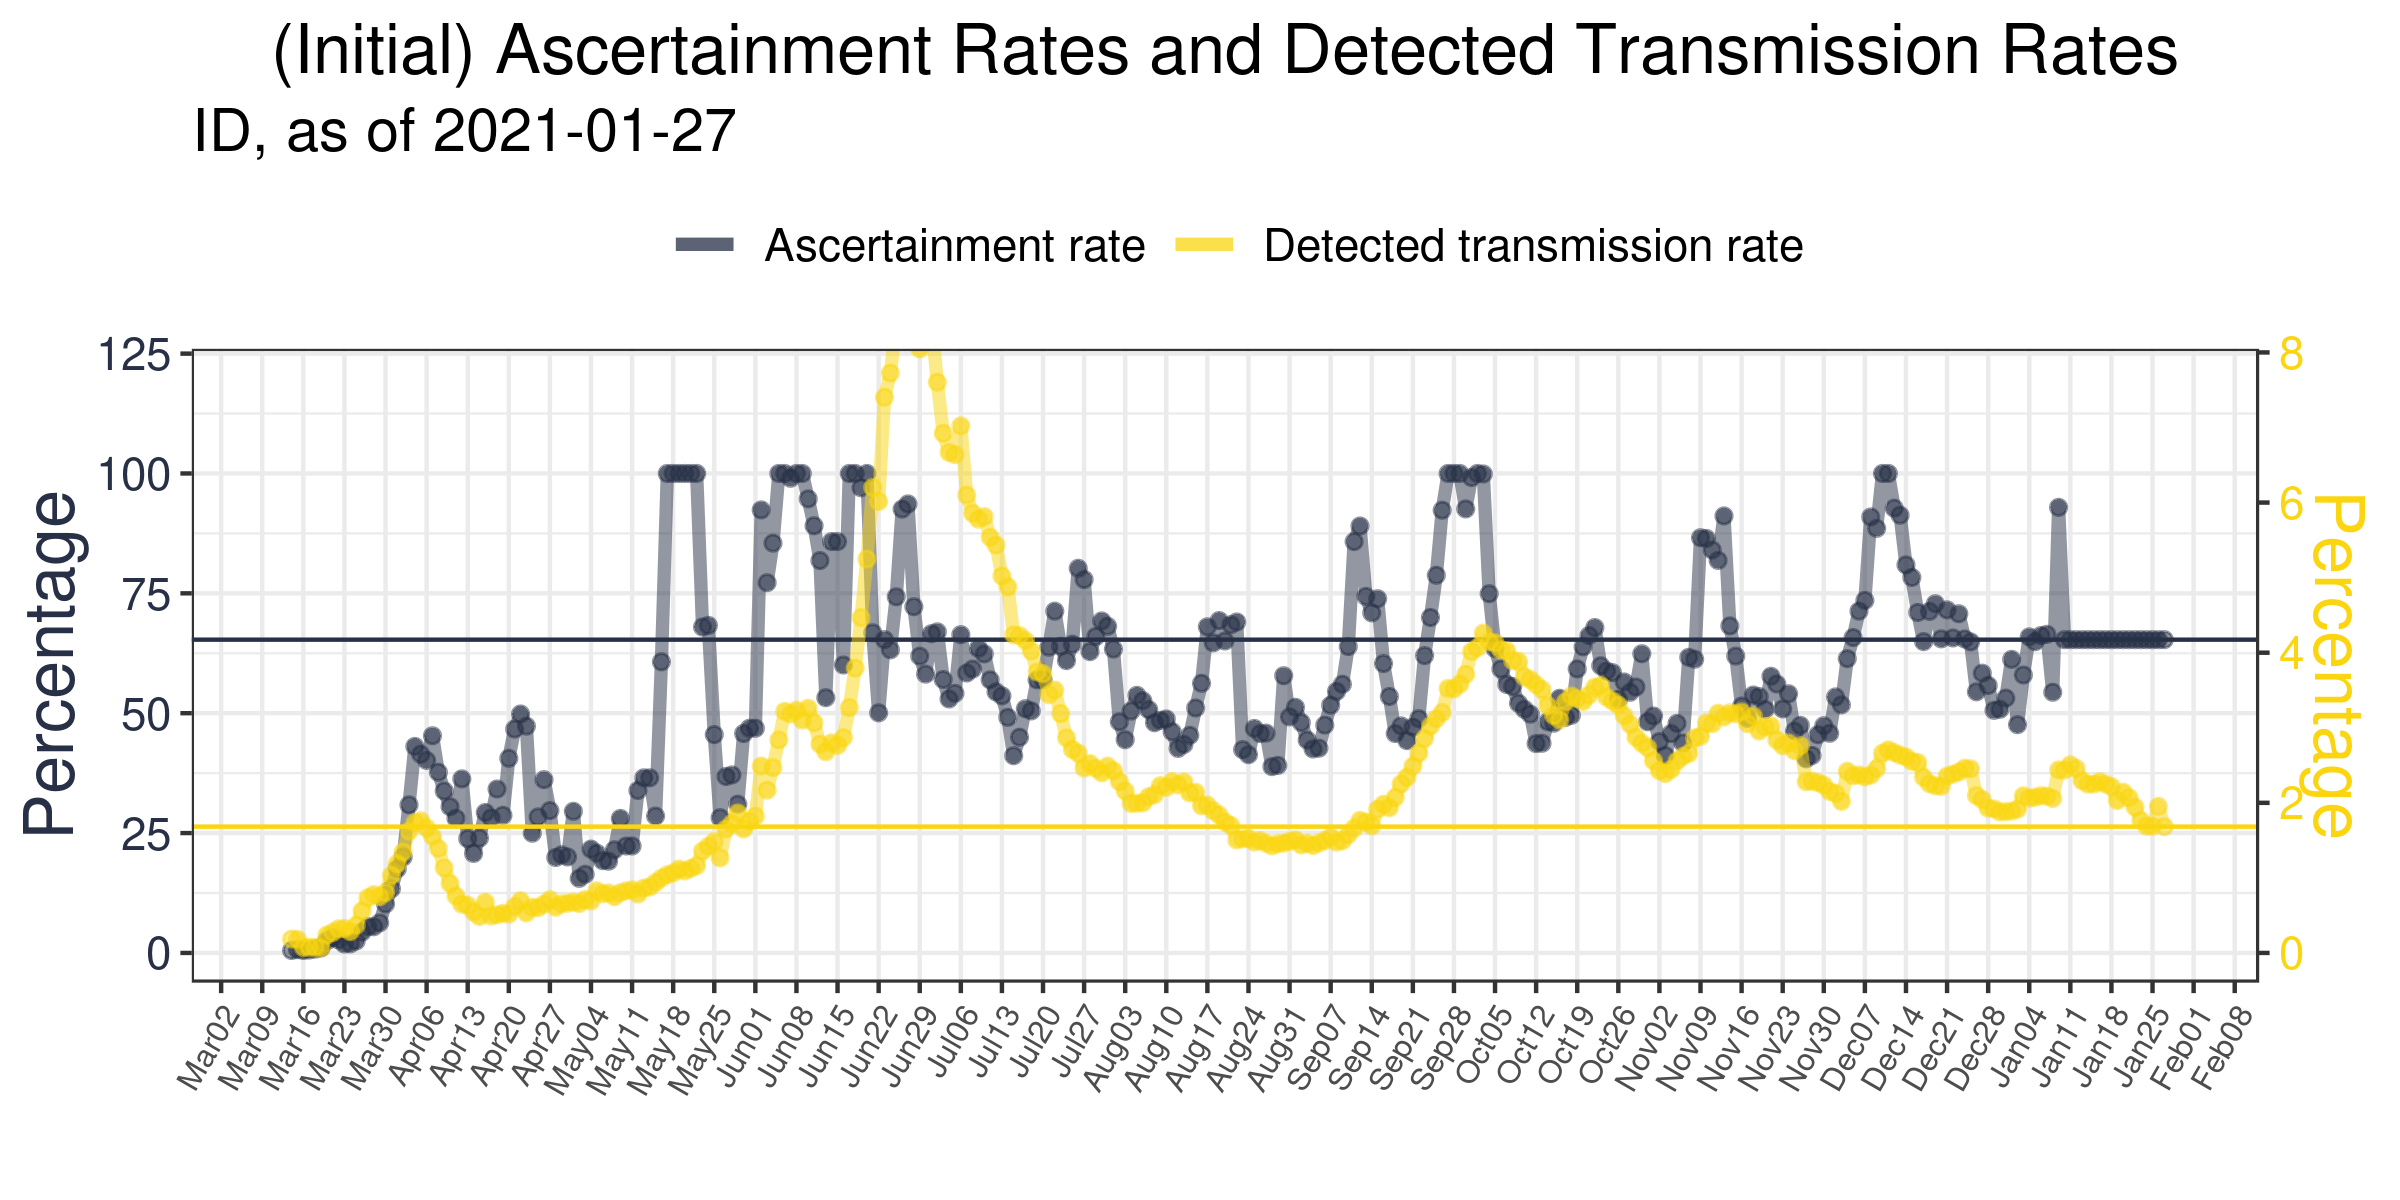 (Initial) Ascertainment Rates and Detected Transmission Rates
ID, as of 2021-01-27
Ascertainment rate Detected transmission rate
Percentage
125
100
75
50
25
0
8
6
4
2
0
Percentage
Mar02 Mar09 Mar16 Mar23 Mar30 Apr06 Apr13 Apr20 Apr27 May04 May11 May18 May25 Jun01 Jun08 Jun15 Jun22 Jun29 Jul06 Jul13 Jul20 Jul27 Aug03 Aug10 Aug17 Aug24 Aug31 Sep07 Sep14 Sep21 Sep28 Oct05 Oct12 Oct19 Oct26 Nov02 Nov09 Nov16 Nov23 Nov30 Dec07 Dec14 Dec21 Dec28 Jan04 Jan11 Jan18 Jan25 Feb01 Feb08